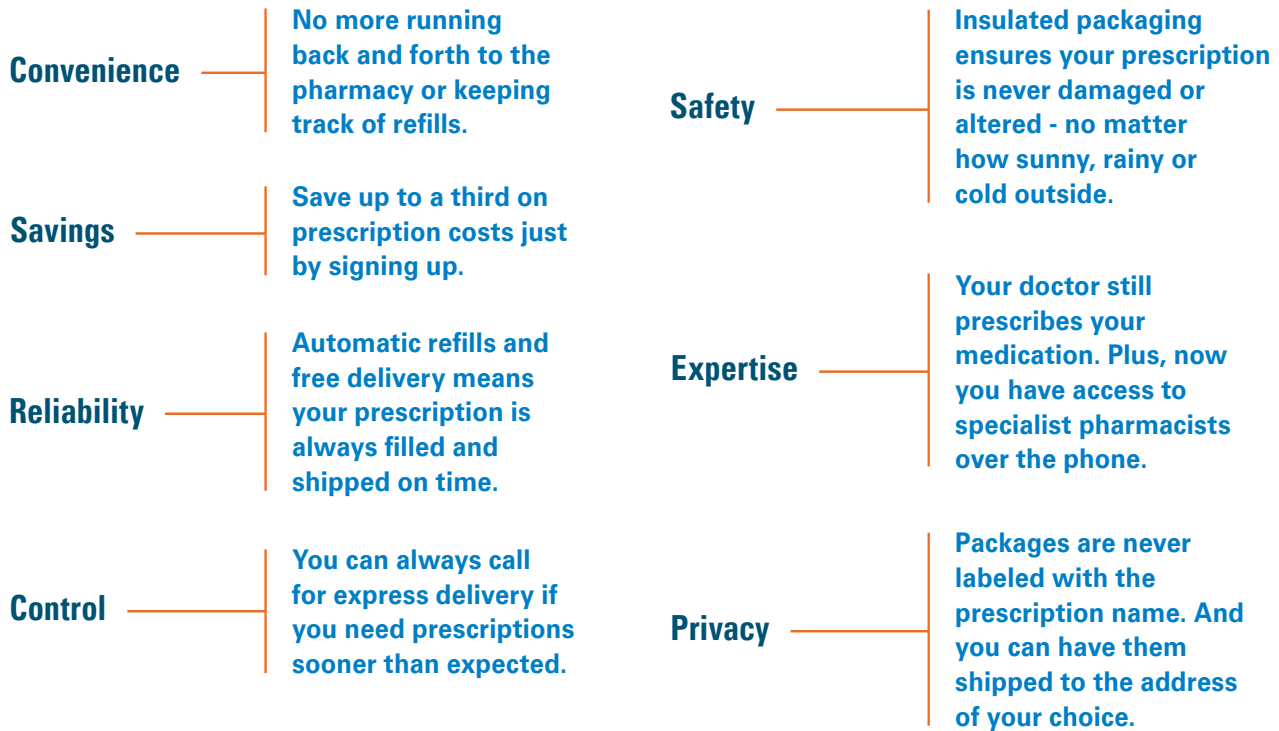 Convenience
No more running
back and forth to the
pharmacy or keeping
track of refills.
Savings
Save up to a third on
prescription costs just
by signing up.
Reliability
Automatic refills and
free delivery means
your prescription is
always filled and
shipped on time.
Control
You can always call
for express delivery if
you need prescriptions
sooner than expected.
Safety
Insulated packaging
ensures your prescription
is never damaged or
altered - no matter
how sunny, rainy or
cold outside.
Expertise
Your doctor still
prescribes your
medication. Plus, now
you have access to
specialist pharmacists
over the phone.
Privacy
Packages are never
labeled with the
prescription name. And
you can have them
shipped to the address
of your choice.